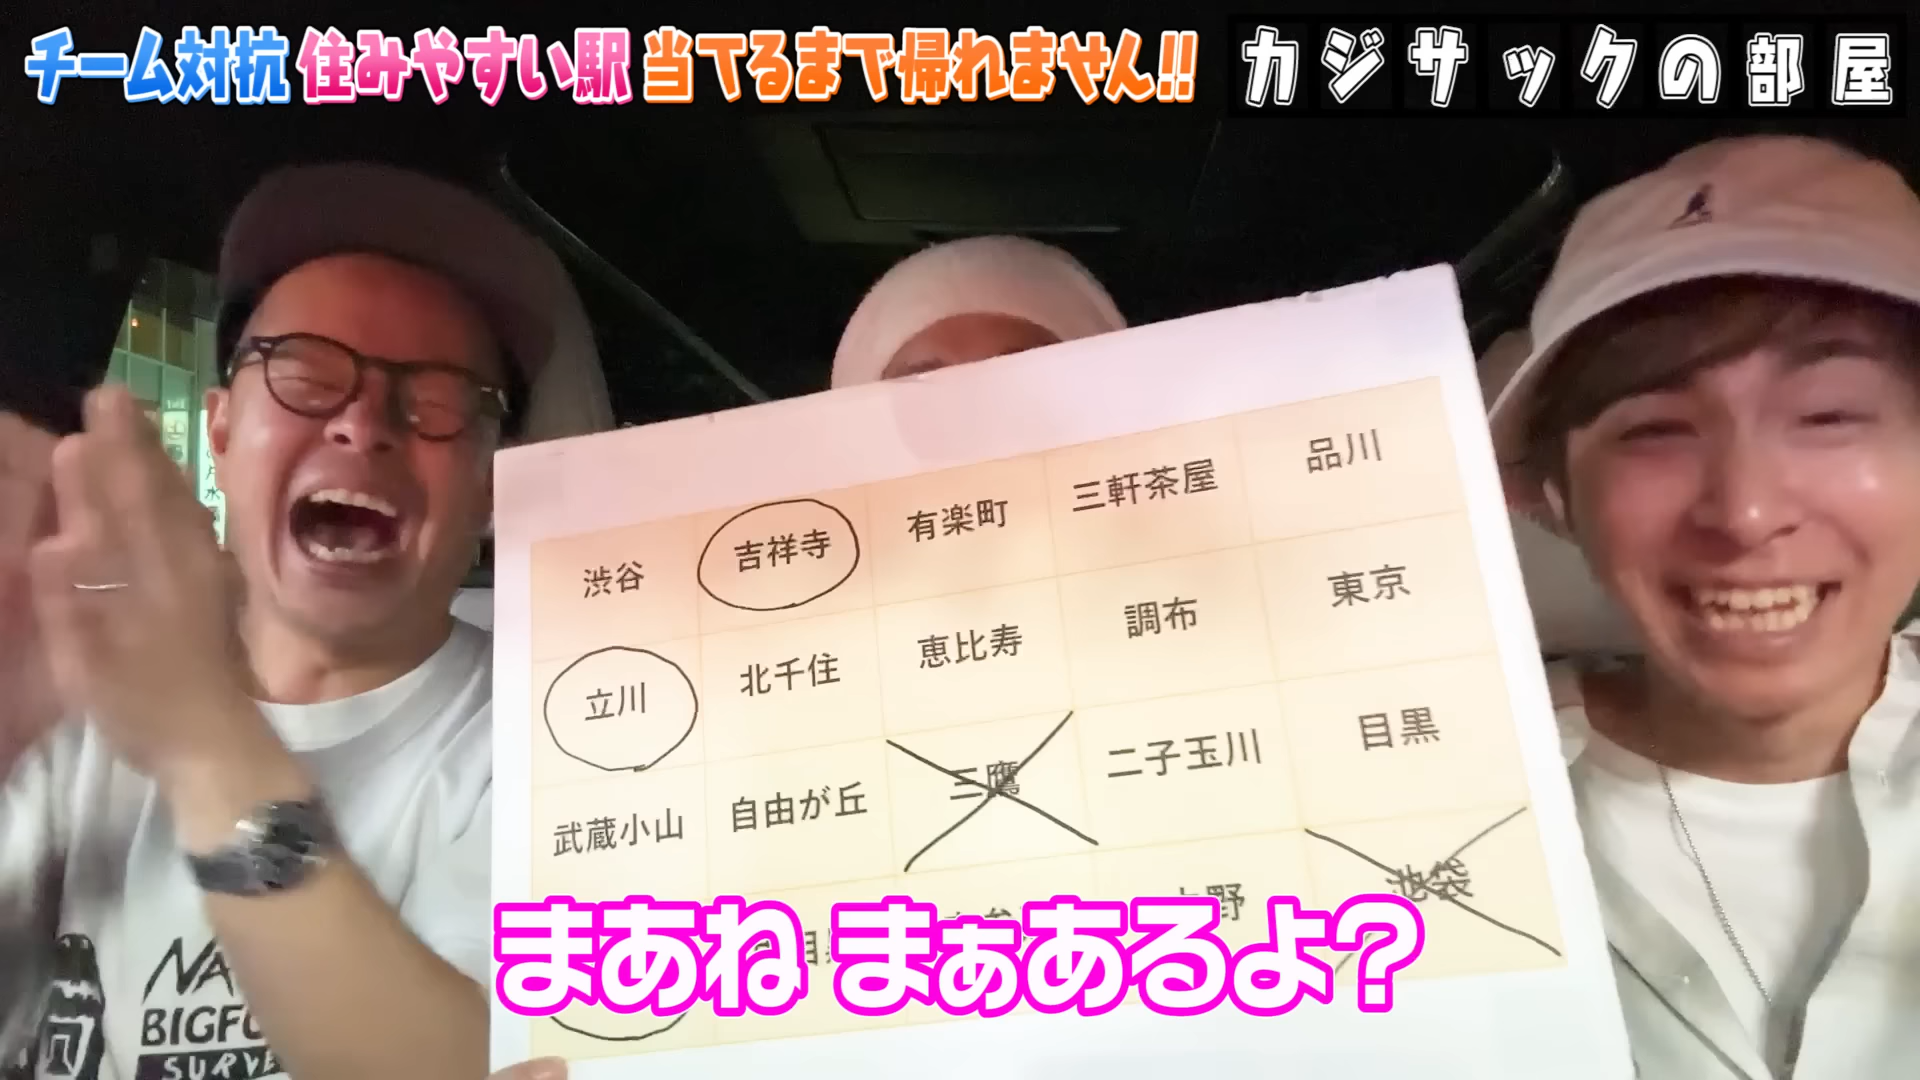 チーム対抗 住みやすい駅 当てるまで帰れません!! カジサックの部屋
渋谷 吉祥寺 有楽町 三軒茶屋 品川
立川 北千住 恵比寿 調布 東京
武蔵小山 自由が丘 三鷹 二子玉川 目黒
野 池袋
まあね まぁあるよ?
BIGF
SURVE